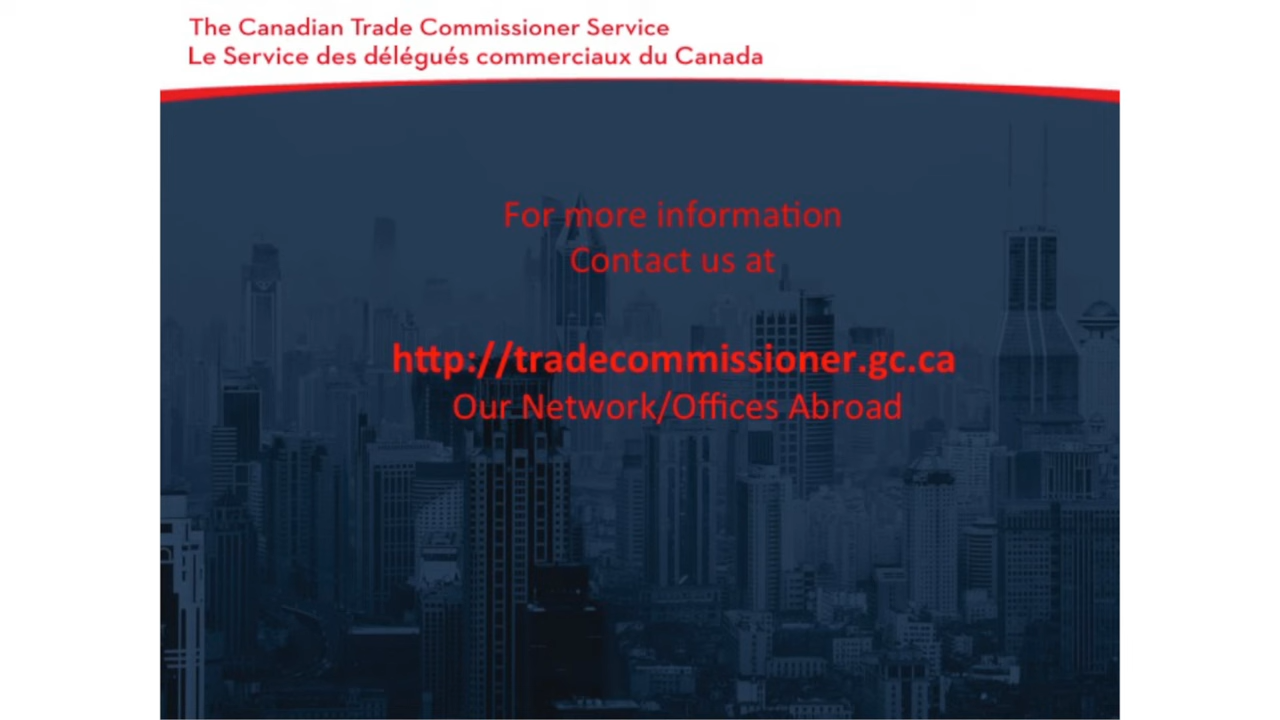 The Canadian Trade Commissioner Service
Le Service des délégués commerciaux du Canada
For more information
Contact us at
http://tradecommissioner.gc.ca
Our Network/Offices Abroad